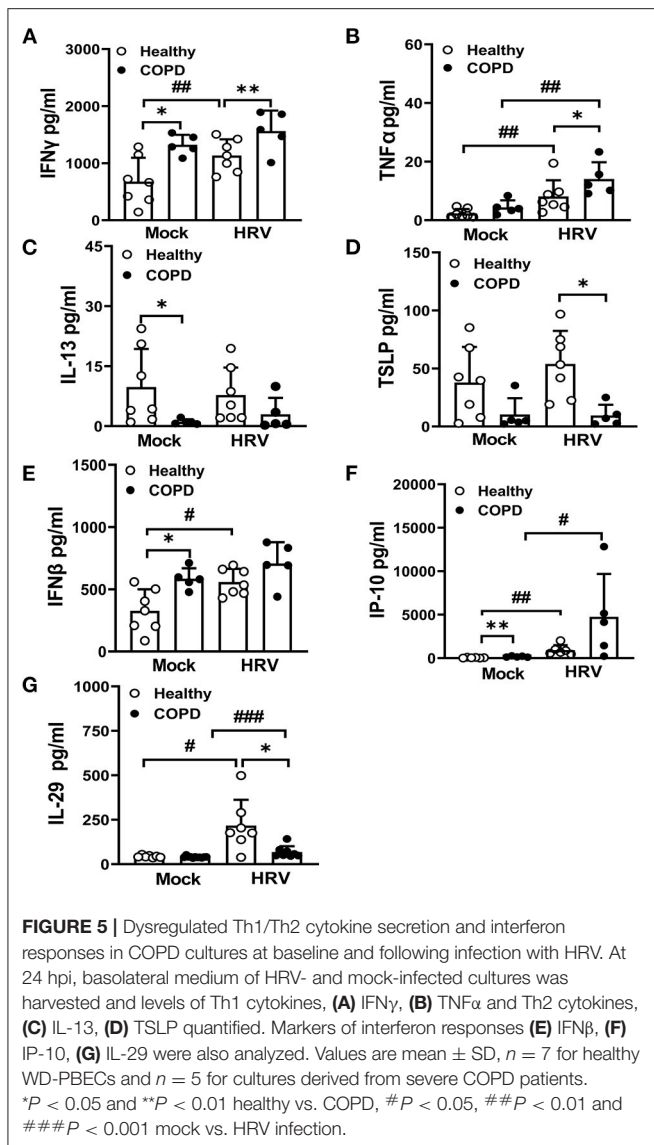 A
Healthy
COPD
IFNγ pg/ml
3000
2000
1000
0
*
##
**
Mock
HRV
B
Healthy
COPD
TNFα pg/ml
60
40
20
0
##
##
*
Mock
HRV
C
Healthy
COPD
IL-13 pg/ml
45
30
15
0
*
Mock
HRV
D
Healthy
COPD
TSLP pg/ml
150
100
50
0
*
Mock
HRV
E
Healthy
COPD
IFNβ pg/ml
1500
1000
500
0
#
*
Mock
HRV
F
Healthy
COPD
IP-10 pg/ml
20000
15000
10000
5000
0
#
##
**
Mock
HRV
G
Healthy
COPD
IL-29 pg/ml
1000
750
500
250
0
###
#
*
Mock
HRV
FIGURE 5 | Dysregulated Th1/Th2 cytokine secretion and interferon
responses in COPD cultures at baseline and following infection with HRV. At
24 hpi, basolateral medium of HRV- and mock-infected cultures was
harvested and levels of Th1 cytokines, (A) IFNγ, (B) TNFα and Th2 cytokines,
(C) IL-13, (D) TSLP quantified. Markers of interferon responses (E) IFNβ, (F)
IP-10, (G) IL-29 were also analyzed. Values are mean ± SD, n = 7 for healthy
WD-PBECs and n = 5 for cultures derived from severe COPD patients.
*P < 0.05 and **P < 0.01 healthy vs. COPD, #P < 0.05, ##P < 0.01 and
###P < 0.001 mock vs. HRV infection.